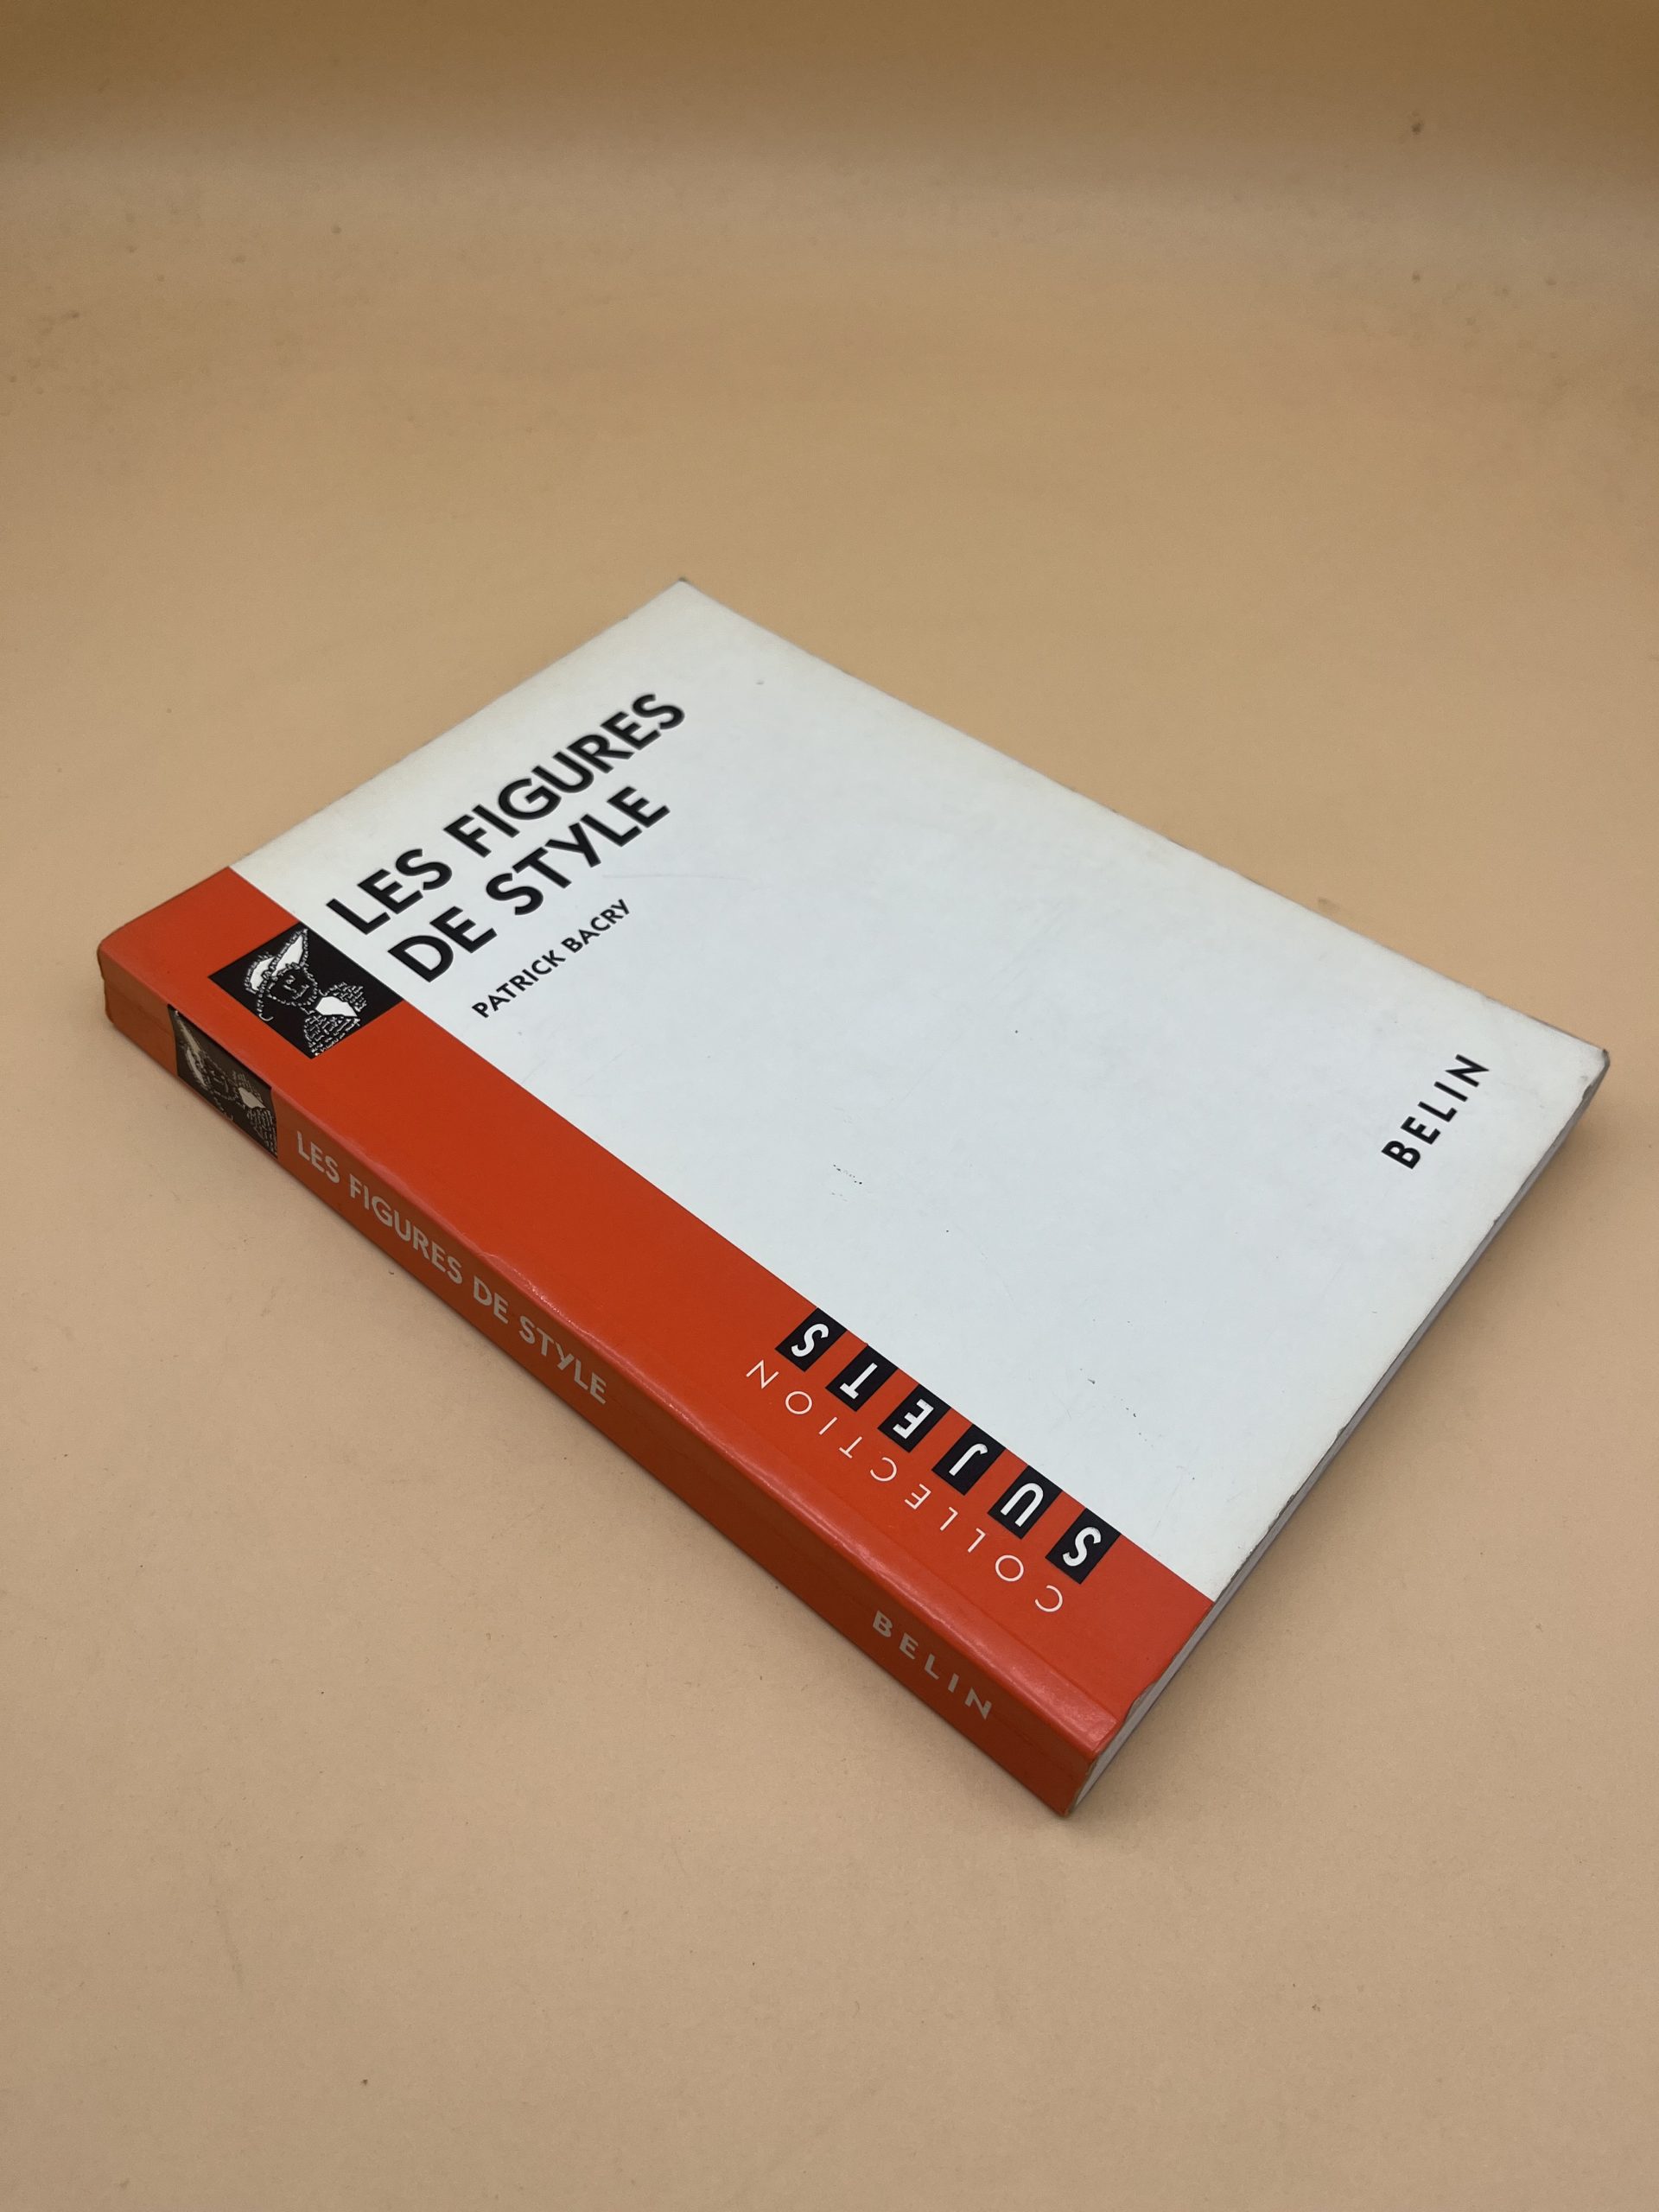 LES FIGURES
DE STYLE
PATRICK BACRY
BELIN
COLLECTION
SUJETS
LES FIGURES DE STYLE
BELIN